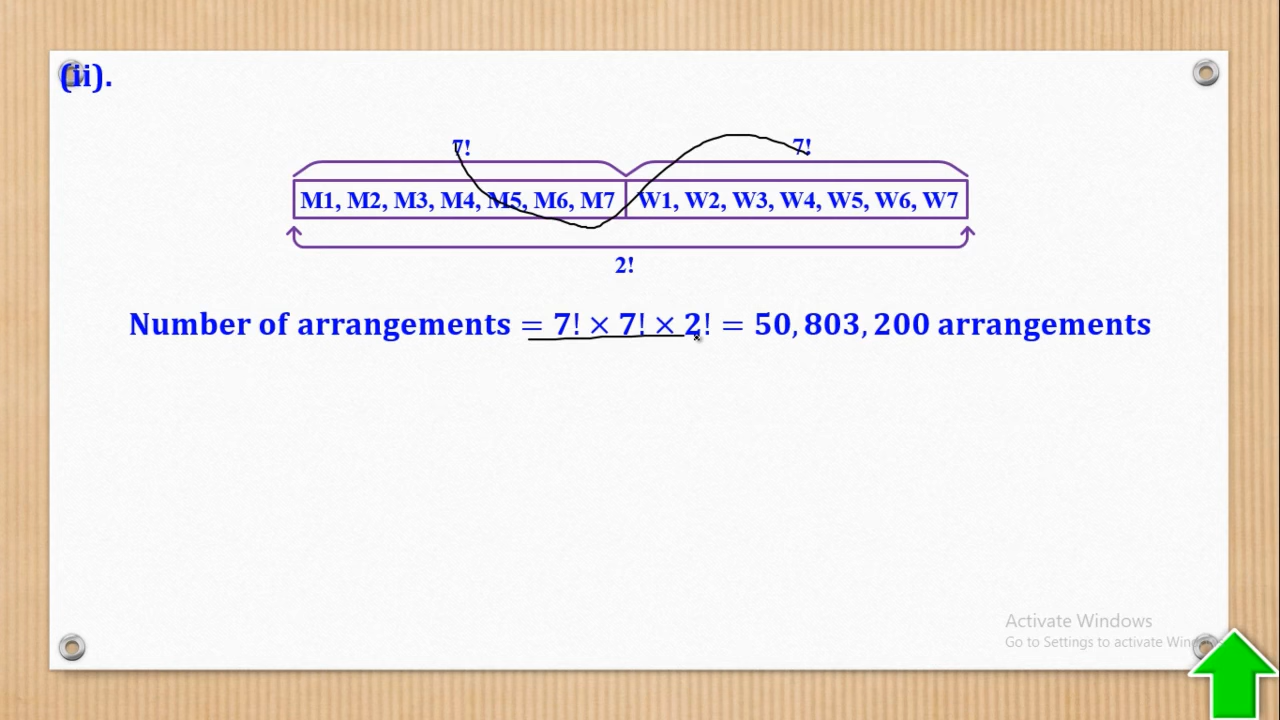 (ii).
7! 7!
M1, M2, M3, M4, M5, M6, M7 W1, W2, W3, W4, W5, W6, W7
2!
Number of arrangements = 7! × 7! × 2! = 50,803,200 arrangements
Activate Windows
Go to Settings to activate Windows.